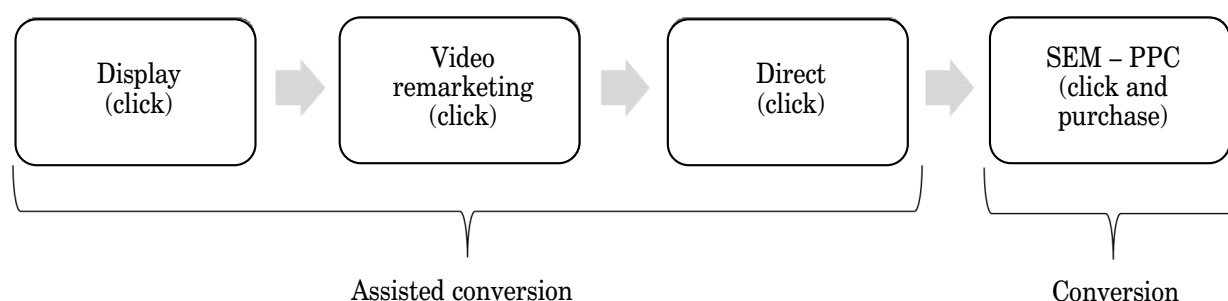 Display
(click)
Video
remarketing
(click)
Direct
(click)
SEM – PPC
(click and
purchase)
Assisted conversion
Conversion